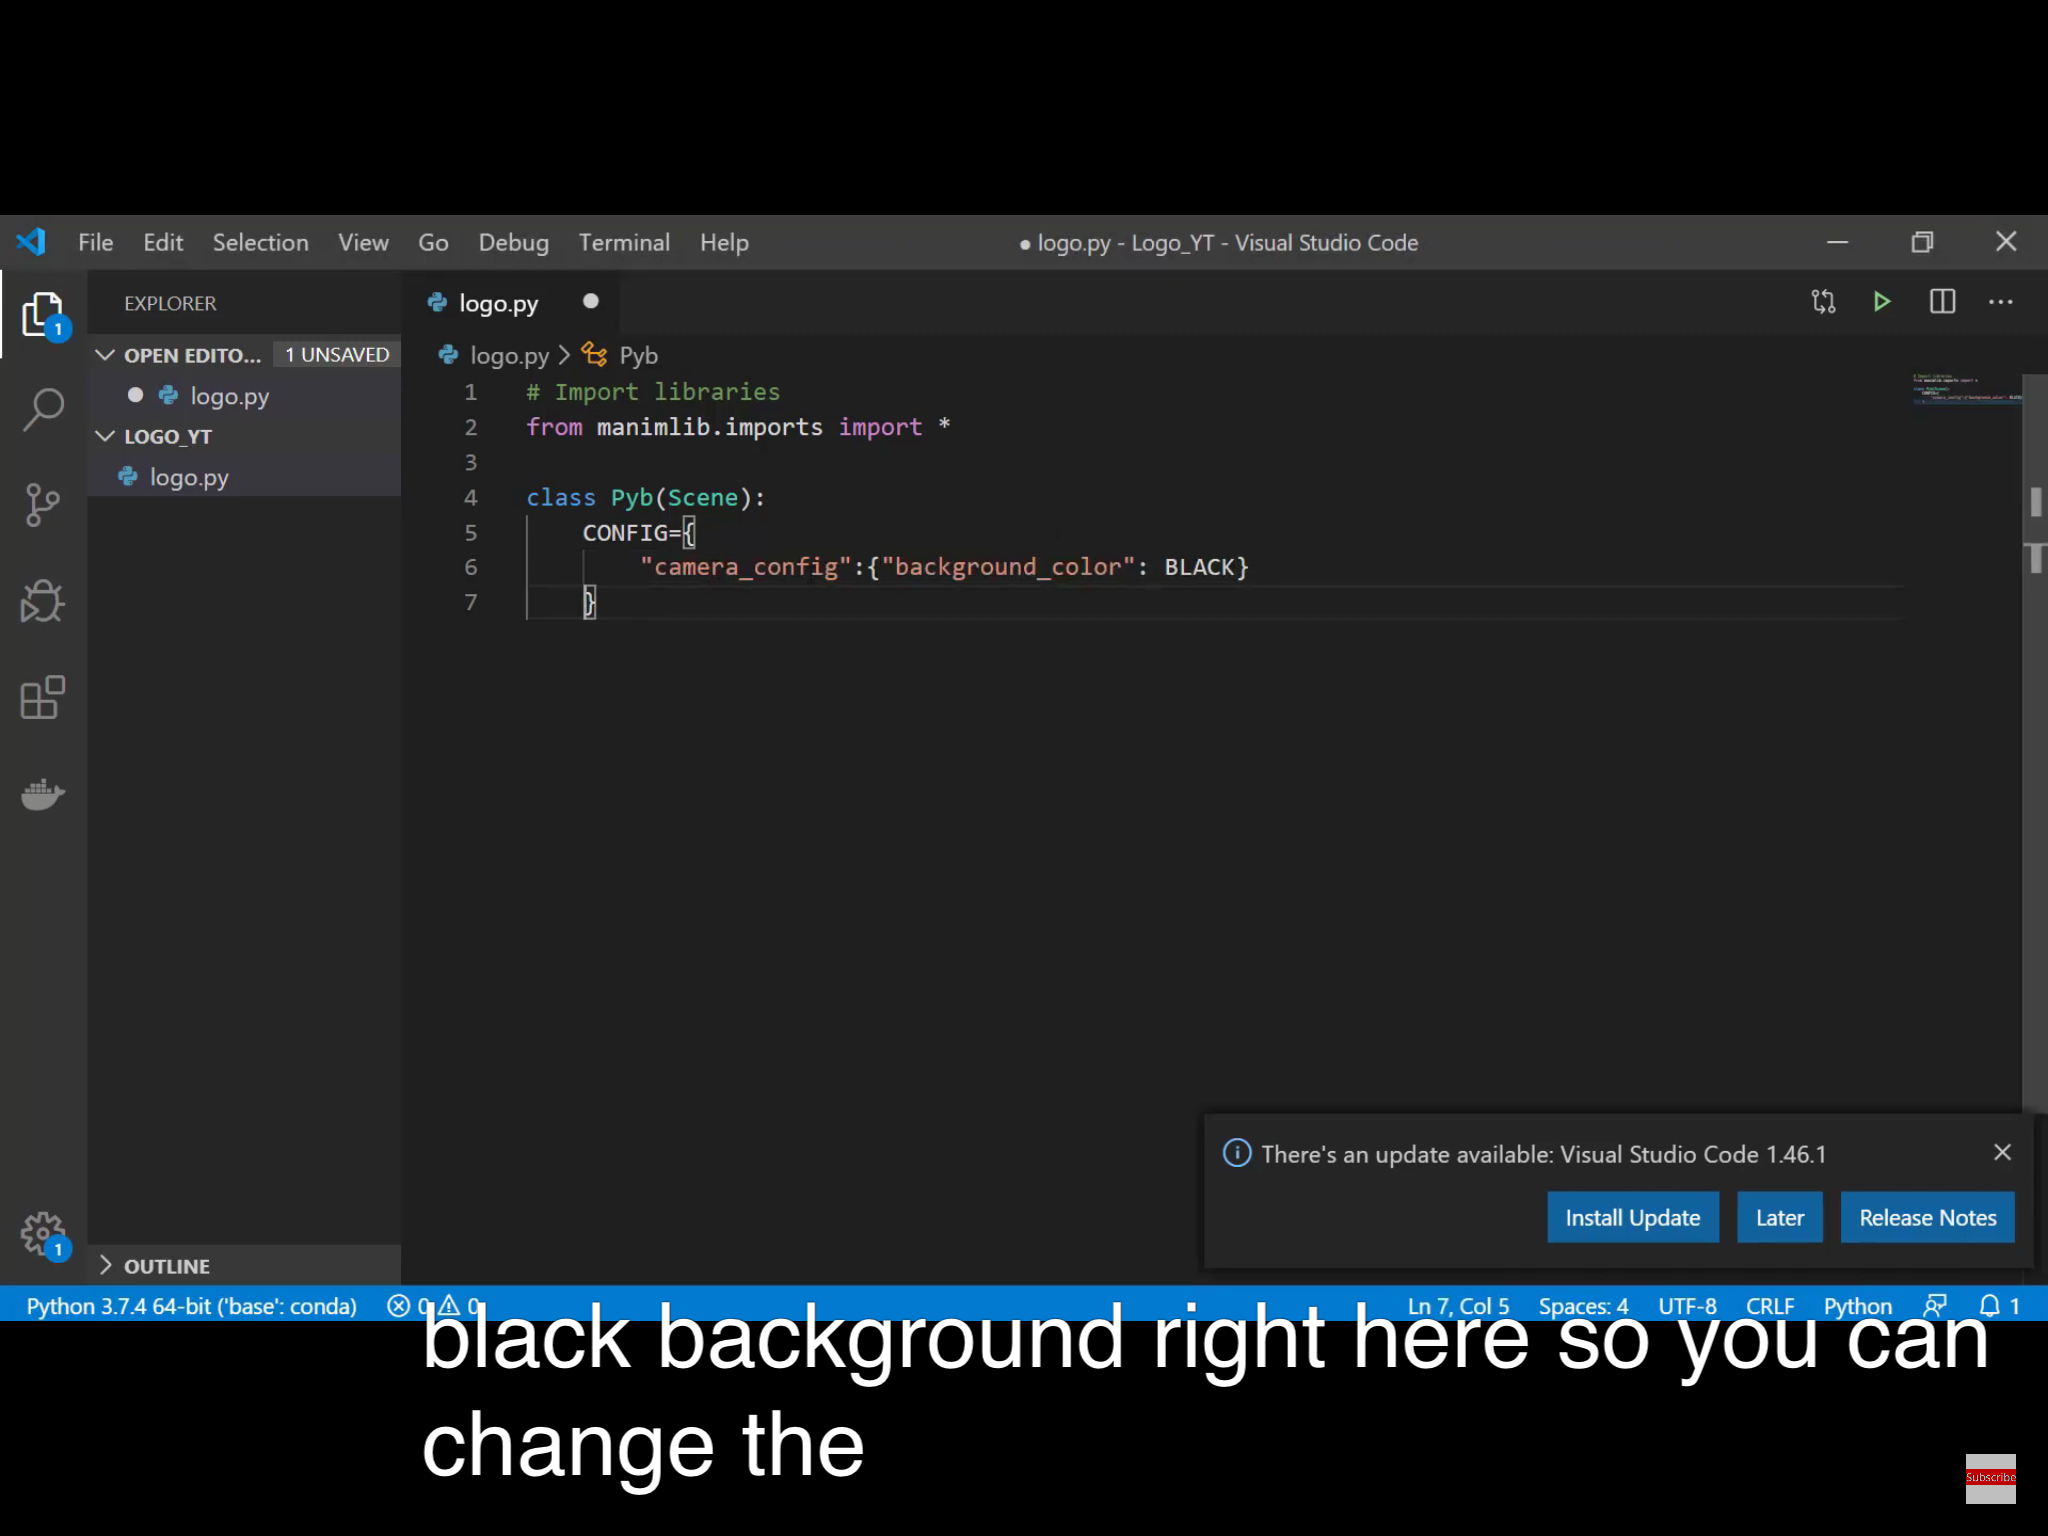 File Edit Selection View Go Debug Terminal Help ● logo.py - Logo_YT - Visual Studio Code
EXPLORER
OPEN EDITO... 1 UNSAVED
logo.py
LOGO_YT
logo.py
OUTLINE
logo.py
logo.py > Pyb
1 # Import libraries
2 from manimlib.imports import *
3
4 class Pyb(Scene):
5 CONFIG={
6 "camera_config":{"background_color": BLACK}
7 }
1
1
There's an update available: Visual Studio Code 1.46.1
Install Update Later Release Notes
Python 3.7.4 64-bit ('base': conda) 0 0 Ln 7, Col 5 Spaces: 4 UTF-8 CRLF Python 1
black background right here so you can
change the
Subscribe